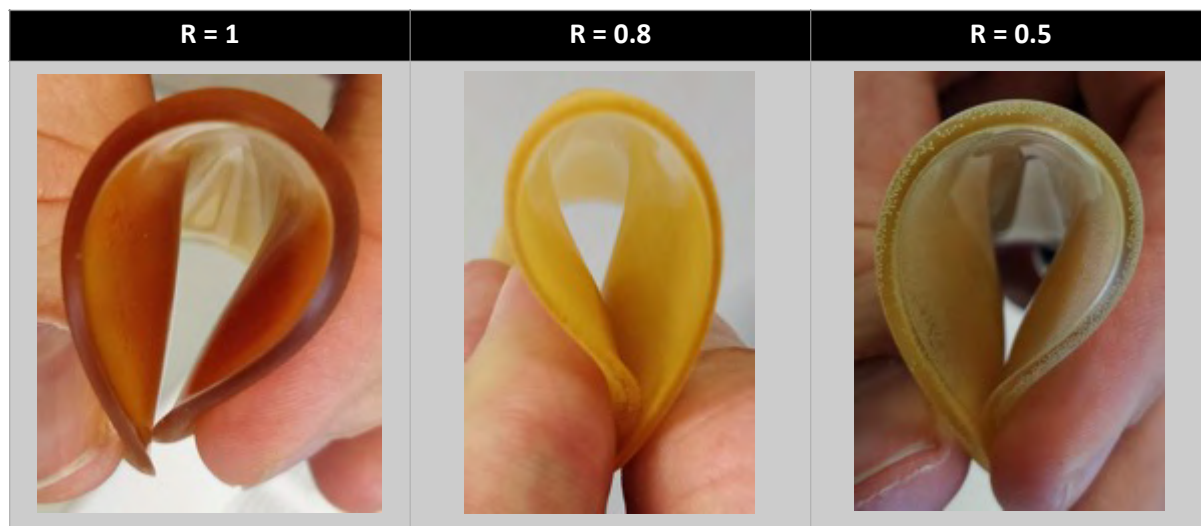 R = 1
R = 0.8
R = 0.5